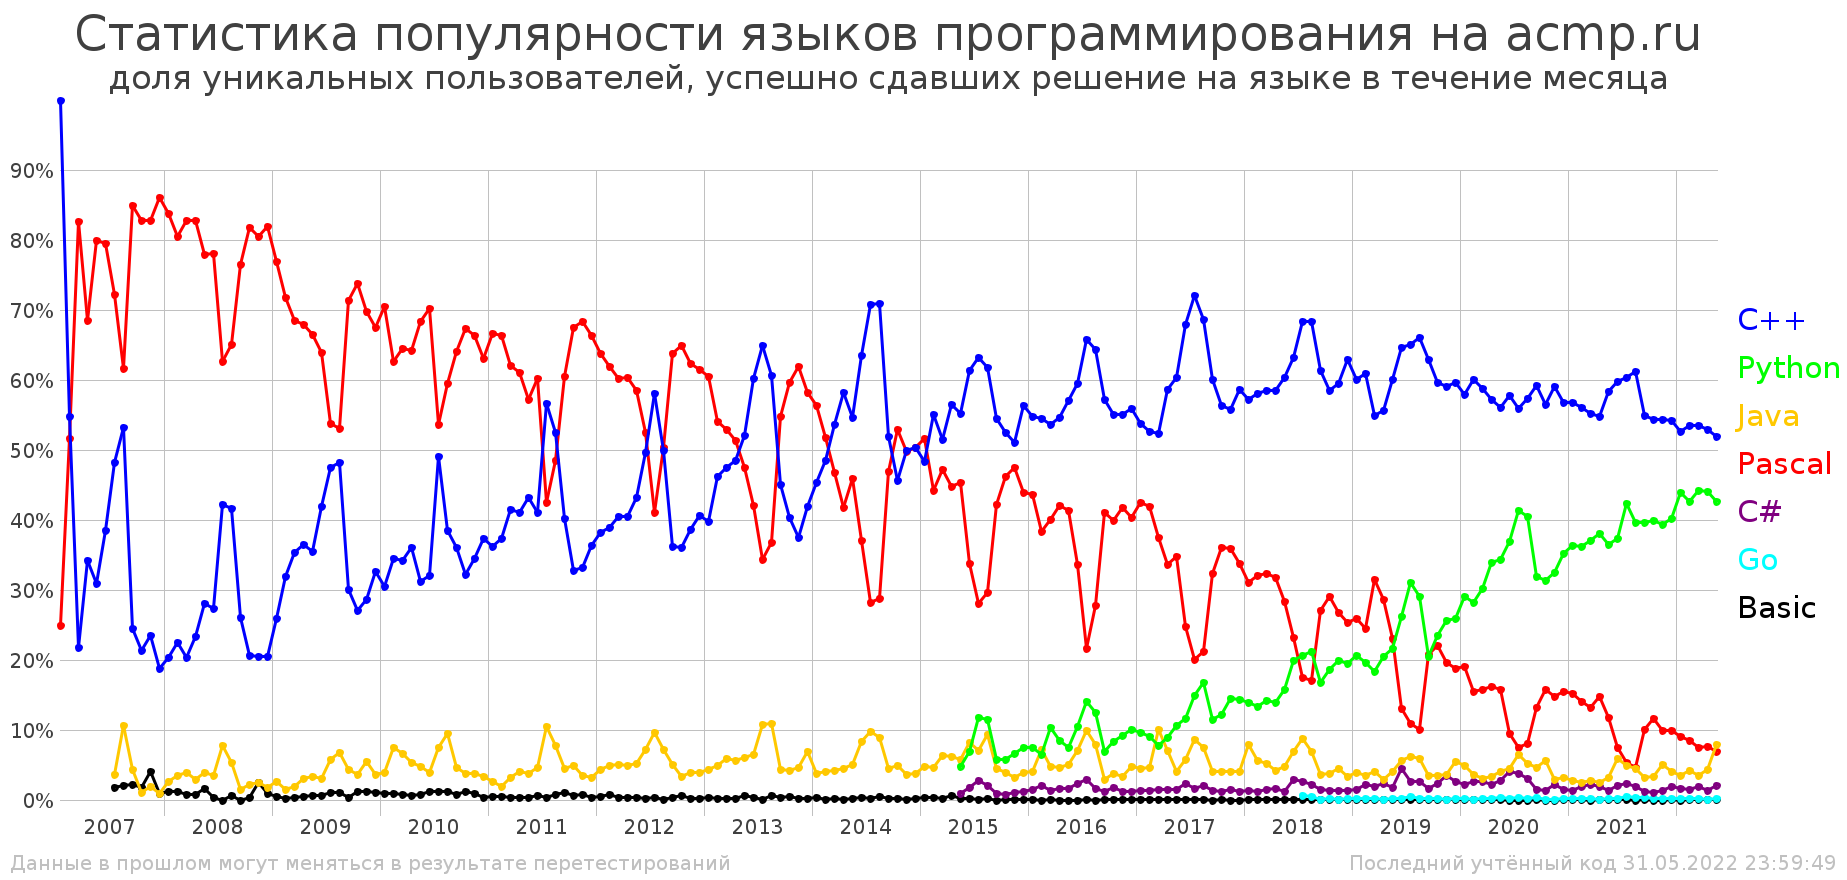 Статистика популярности языков программирования на acmp.ru
доля уникальных пользователей, успешно сдавших решение на языке в течение месяца
90%
80%
70%
60%
50%
40%
30%
20%
10%
0%
2007 2008 2009 2010 2011 2012 2013 2014 2015 2016 2017 2018 2019 2020 2021
C++
Python
Java
Pascal
C#
Go
Basic
Данные в прошлом могут меняться в результате перетестирований
Последний учтённый код 31.05.2022 23:59:49